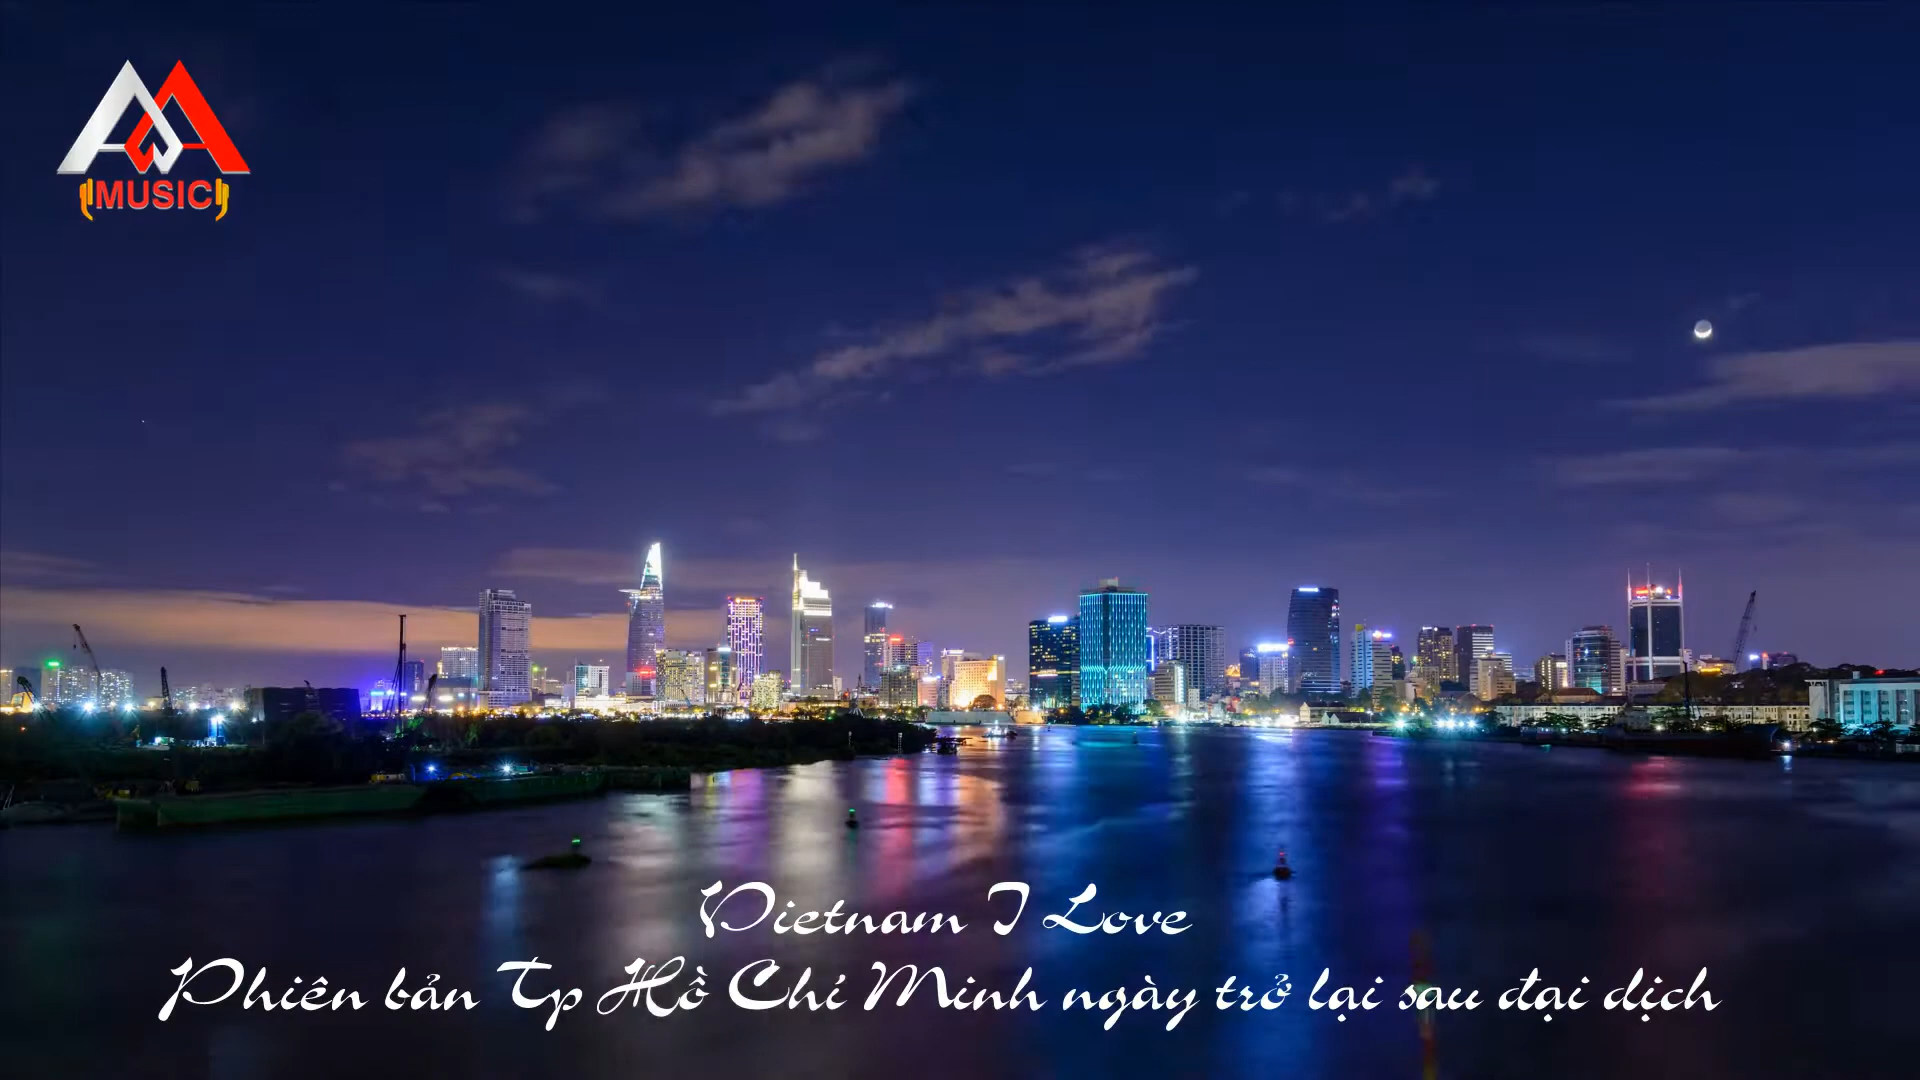 MUSIC
Vietnam I Love
Phiên bản Tp Hồ Chí Minh ngày trở lại sau đại dịch